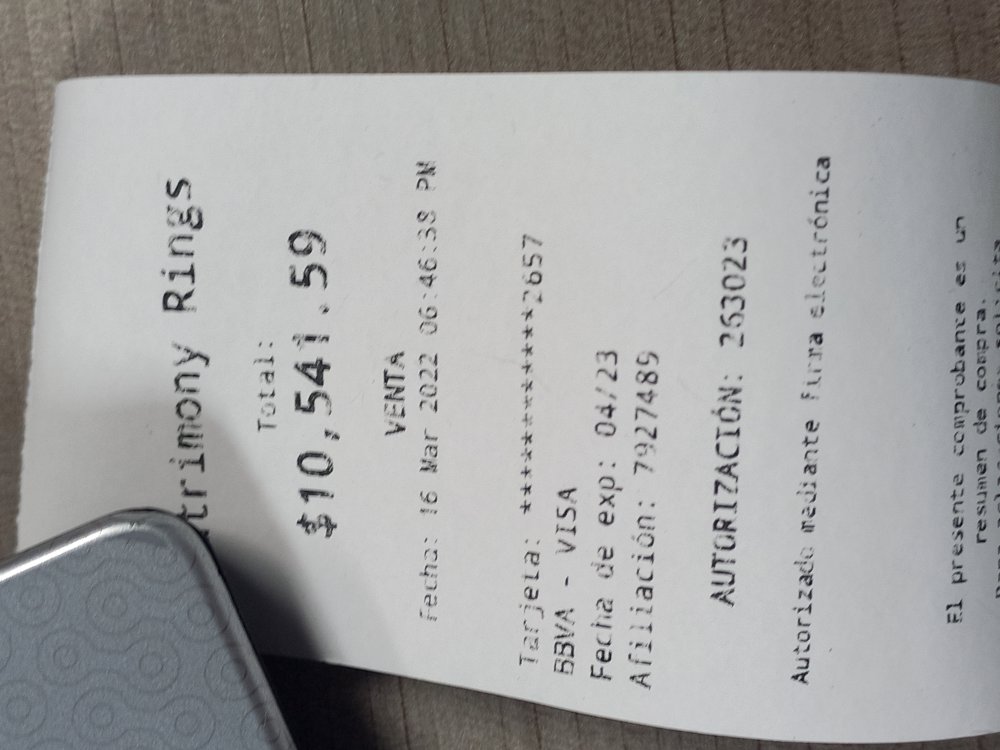 trimony Rings
Total:
$10,541.59
VENTA
Fecha: 16 Mar 2022 06:46:38 PM
Tarjeta: ************2657
BBVA - VISA
Fecha de exp: 04/23
Afiliación: 7927489
AUTORIZACIÓN: 263023
Autorizado mediante firma electrónica
El presente comprobante es un
resumen de compra.